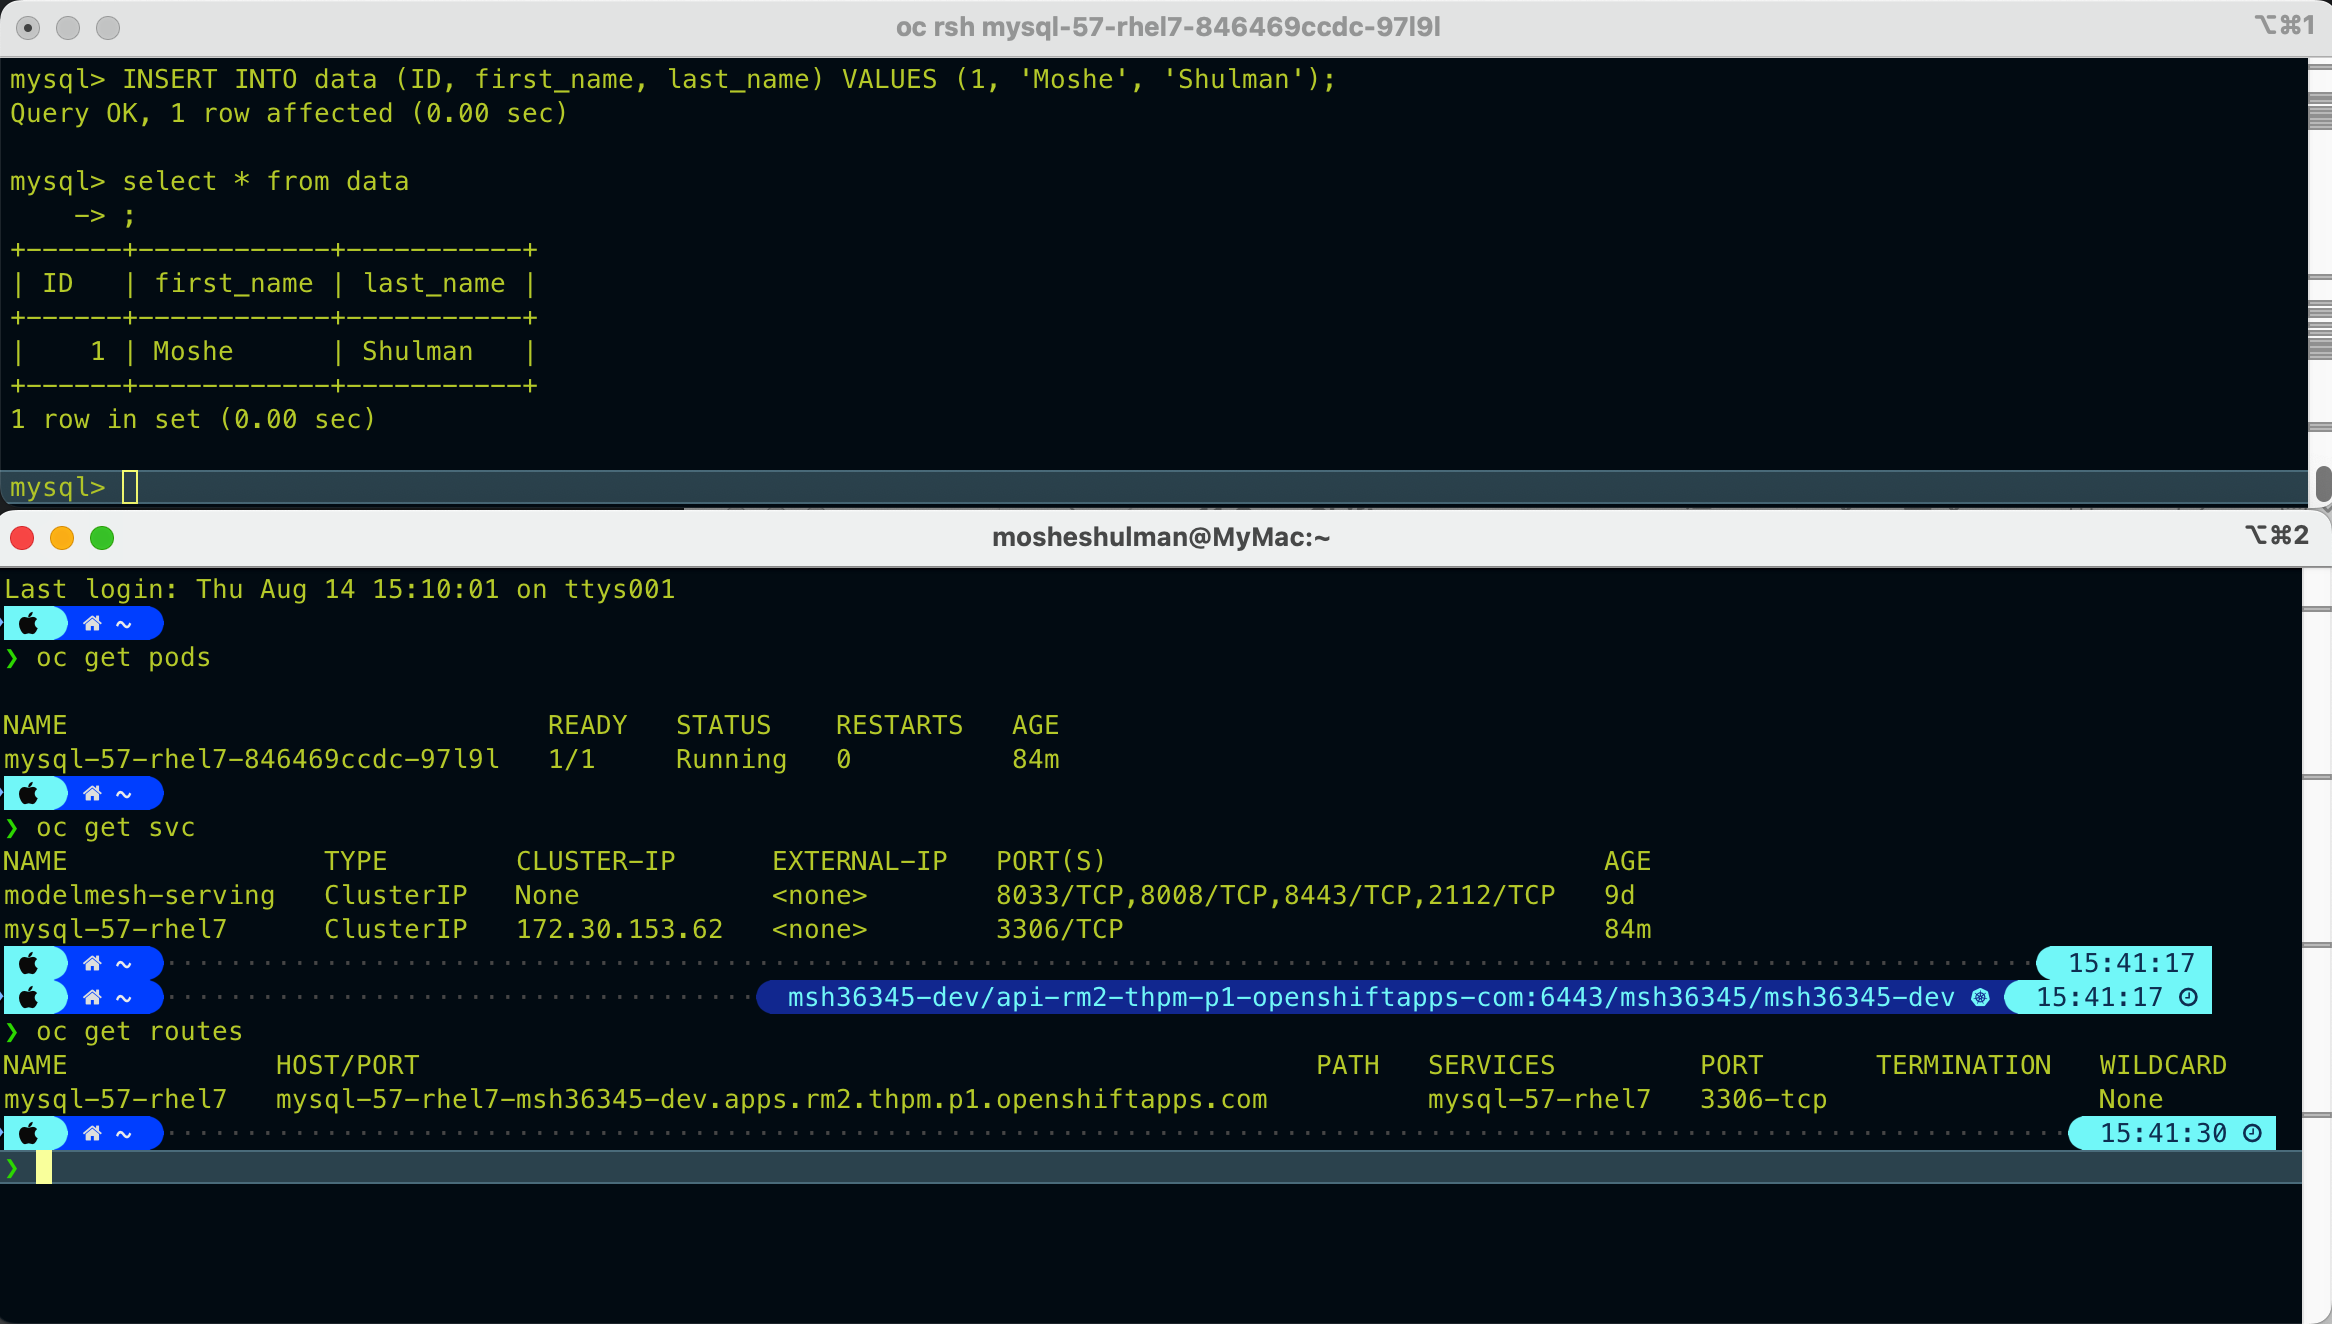 oc rsh mysql-57-rhel7-846469ccdc-97l9l ⌥⌘1
mysql> INSERT INTO data (ID, first_name, last_name) VALUES (1, 'Moshe', 'Shulman');
Query OK, 1 row affected (0.00 sec)
mysql> select * from data
    -> ;
+------+------------+-----------+
| ID   | first_name | last_name |
+------+------------+-----------+
|    1 | Moshe      | Shulman   |
+------+------------+-----------+
1 row in set (0.00 sec)
mysql>
mosheshulman@MyMac:~ ⌥⌘2
Last login: Thu Aug 14 15:10:01 on ttys001
~
❯ oc get pods
NAME                              READY   STATUS    RESTARTS   AGE
mysql-57-rhel7-846469ccdc-97l9l   1/1     Running   0          84m
~
❯ oc get svc
NAME                TYPE        CLUSTER-IP      EXTERNAL-IP   PORT(S)                               AGE
modelmesh-serving   ClusterIP   None            <none>        8033/TCP,8008/TCP,8443/TCP,2112/TCP   9d
mysql-57-rhel7      ClusterIP   172.30.153.62   <none>        3306/TCP                              84m
~ 15:41:17
~ msh36345-dev/api-rm2-thpm-p1-openshiftapps-com:6443/msh36345/msh36345-dev 15:41:17
❯ oc get routes
NAME             HOST/PORT                                                        PATH   SERVICES         PORT       TERMINATION   WILDCARD
mysql-57-rhel7   mysql-57-rhel7-msh36345-dev.apps.rm2.thpm.p1.openshiftapps.com          mysql-57-rhel7   3306-tcp                 None
~ 15:41:30
❯